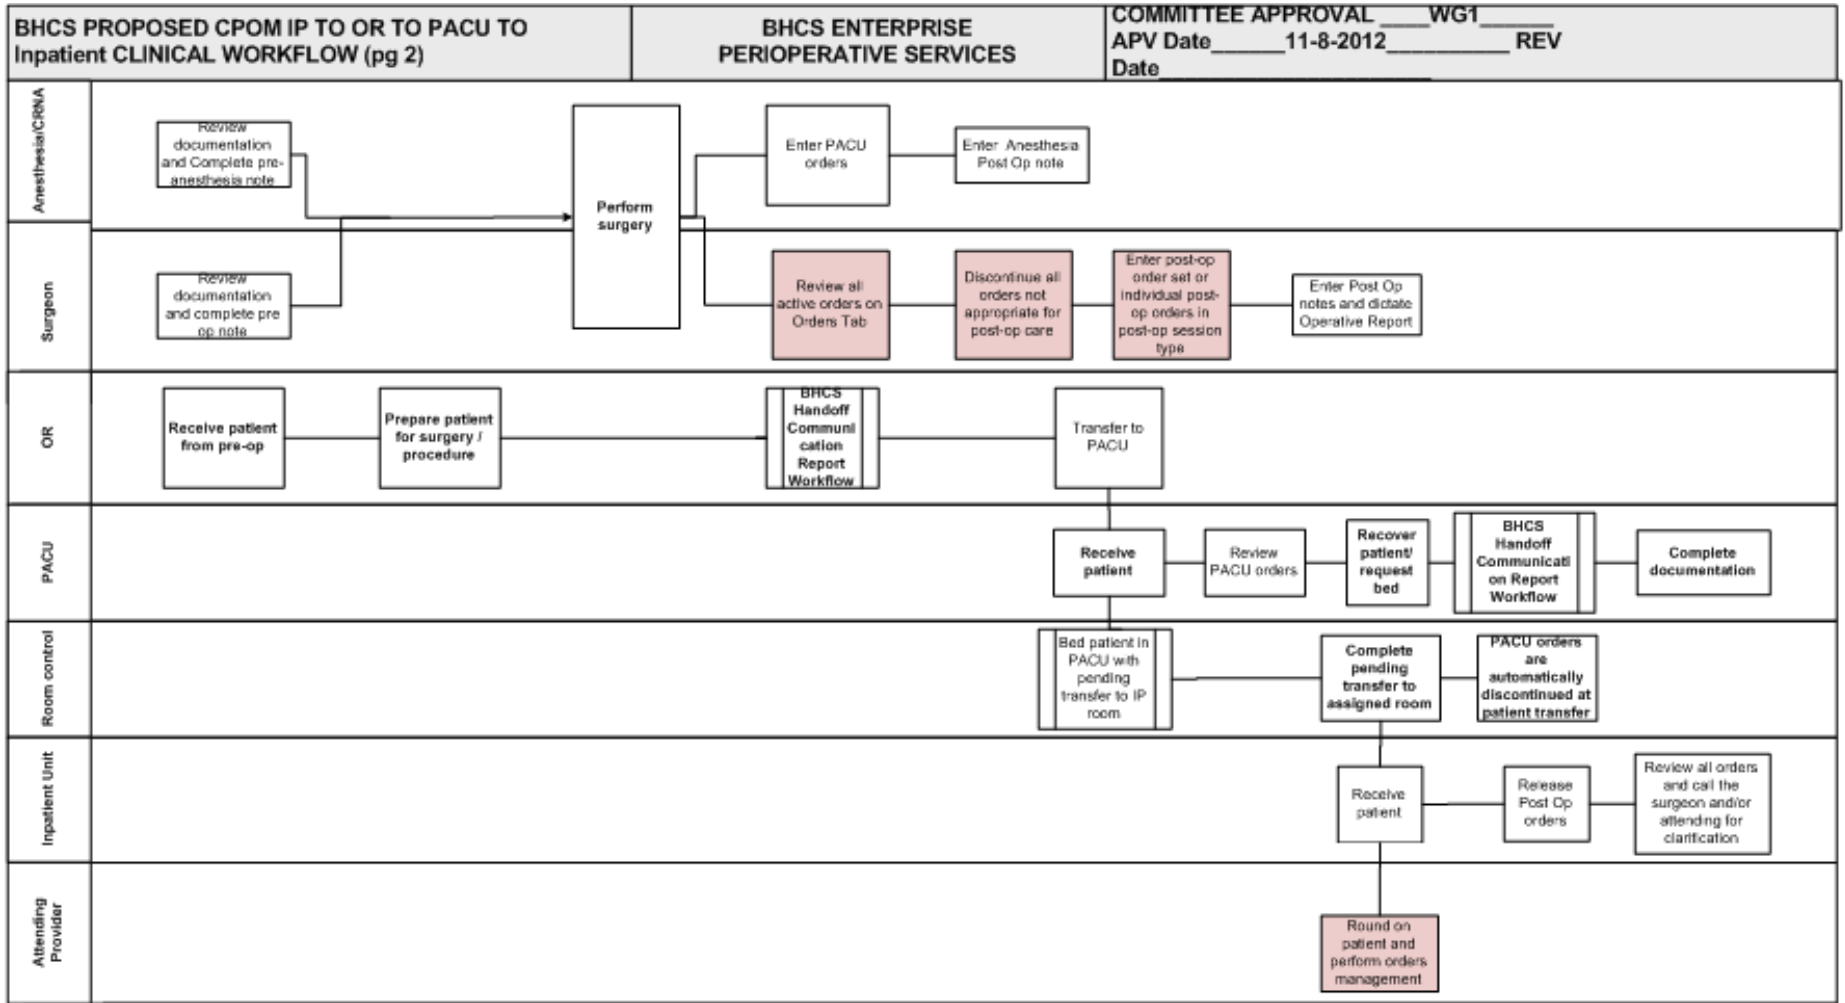 BHCS PROPOSED CPOM IP TO OR TO PACU TO
Inpatient CLINICAL WORKFLOW (pg 2)
BHCS ENTERPRISE
PERIOPERATIVE SERVICES
COMMITTEE APPROVAL ____WG1______
APV Date______11-8-2012__________ REV
Date______________________
Anesthesia/CRNA
Review
documentation
and Complete pre-
anesthesia note
Perform
surgery
Enter PACU
orders
Enter Anesthesia
Post Op note
Surgeon
Review
documentation
and complete pre
op note
Review all
active orders on
Orders Tab
Discontinue all
orders not
appropriate for
post-op care
Enter post-op
order set or
individual post-
op orders in
post-op session
type
Enter Post Op
notes and dictate
Operative Report
OR
Receive patient
from pre-op
Prepare patient
for surgery /
procedure
BHCS
Handoff
Communi
cation
Report
Workflow
Transfer to
PACU
PACU
Receive
patient
Review
PACU orders
Recover
patient/
request
bed
BHCS
Handoff
Communicati
on Report
Workflow
Complete
documentation
Room control
Bed patient in
PACU with
pending
transfer to IP
room
Complete
pending
transfer to
assigned room
PACU orders
are
automatically
discontinued at
patient transfer
Inpatient Unit
Receive
patient
Release
Post Op
orders
Review all orders
and call the
surgeon and/or
attending for
clarification
Attending
Provider
Round on
patient and
perform orders
management